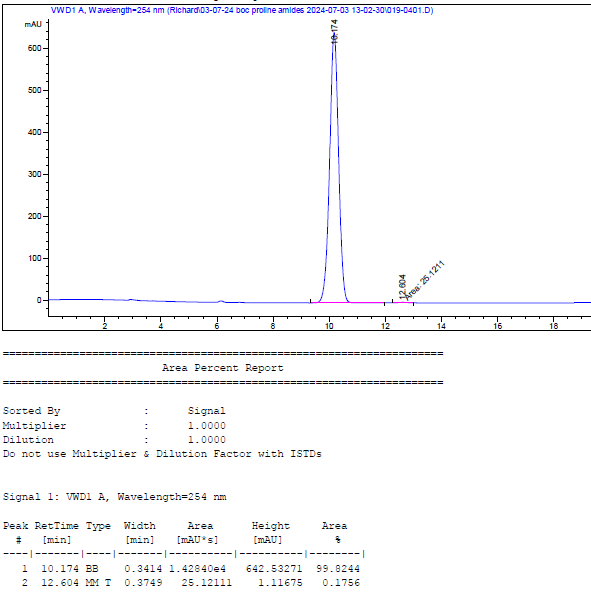 VWD1 A, Wavelength=254 nm (Richard\03-07-24 boc proline amides 2024-07-03 13-02-30\019-0401.D)
mAU
10.174
600
500
400
300
200
100
0
12.604
Area: 25.1211
2 4 6 8 10 12 14 16 18
=====================================================================
Area Percent Report
=====================================================================
Sorted By : Signal
Multiplier : 1.0000
Dilution : 1.0000
Do not use Multiplier & Dilution Factor with ISTDs
Signal 1: VWD1 A, Wavelength=254 nm
Peak RetTime Type Width Area Height Area
# [min] [min] [mAU*s] [mAU] %
----|-------|----|-------|----------|----------|--------|
1 10.174 BB 0.3414 1.42840e4 642.53271 99.8244
2 12.604 MM T 0.3749 25.12111 1.11675 0.1756